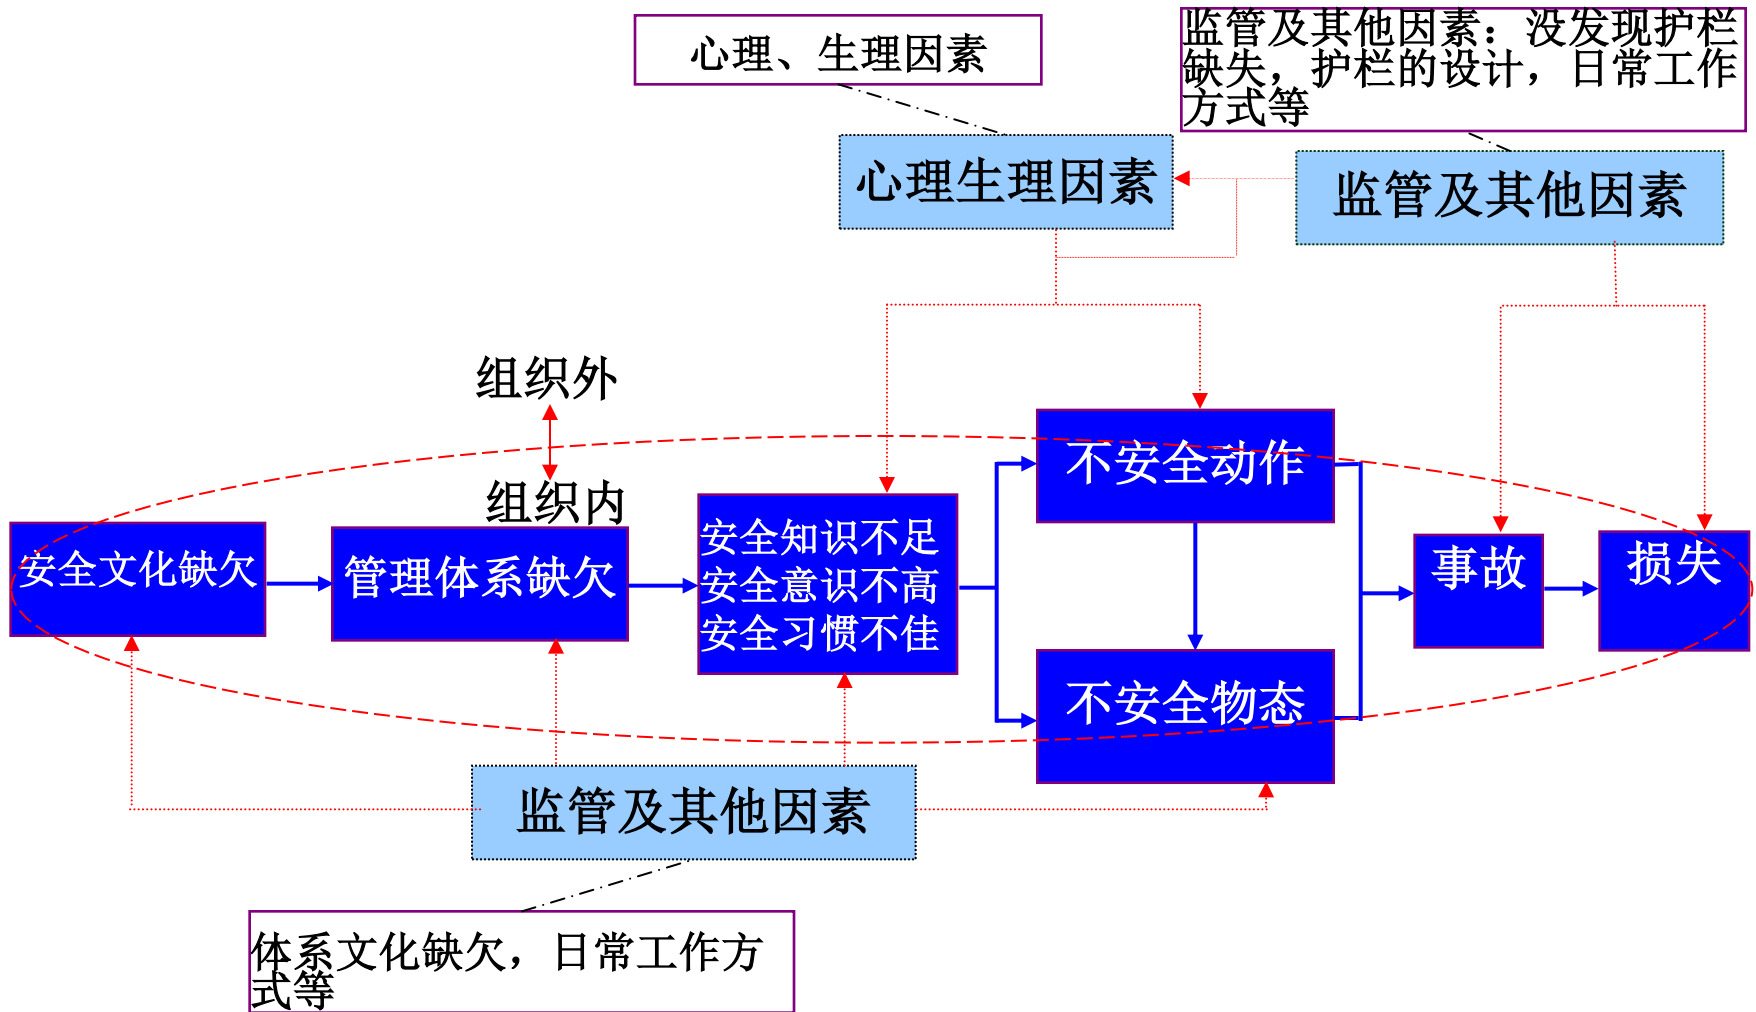 心理、生理因素
监管及其他因素：没发现护栏
缺失，护栏的设计，日常工作
方式等
心理生理因素
监管及其他因素
组织外
组织内
安全文化缺欠
管理体系缺欠
安全知识不足
安全意识不高
安全习惯不佳
不安全动作
不安全物态
事故
损失
监管及其他因素
体系文化缺欠，日常工作方
式等